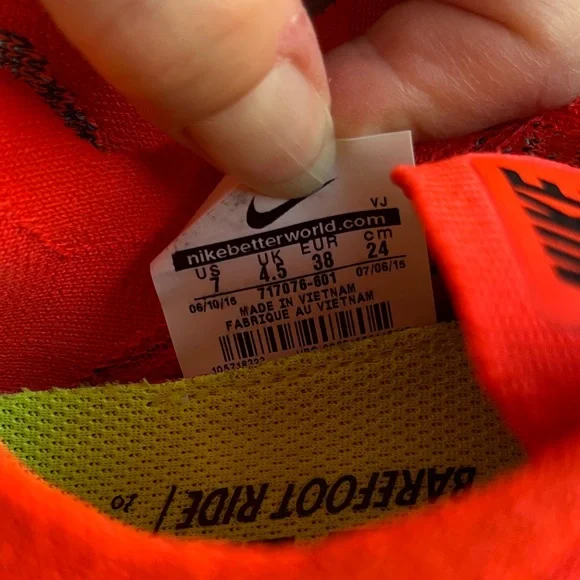 VJ
nikebetterworld.com
US UK EUR cm
7 4.5 38 24
06/10/15 07/06/15
717076-601
MADE IN VIETNAM
FABRIQUE AU VIETNAM
NIKE
BAREFOOT RIDE /